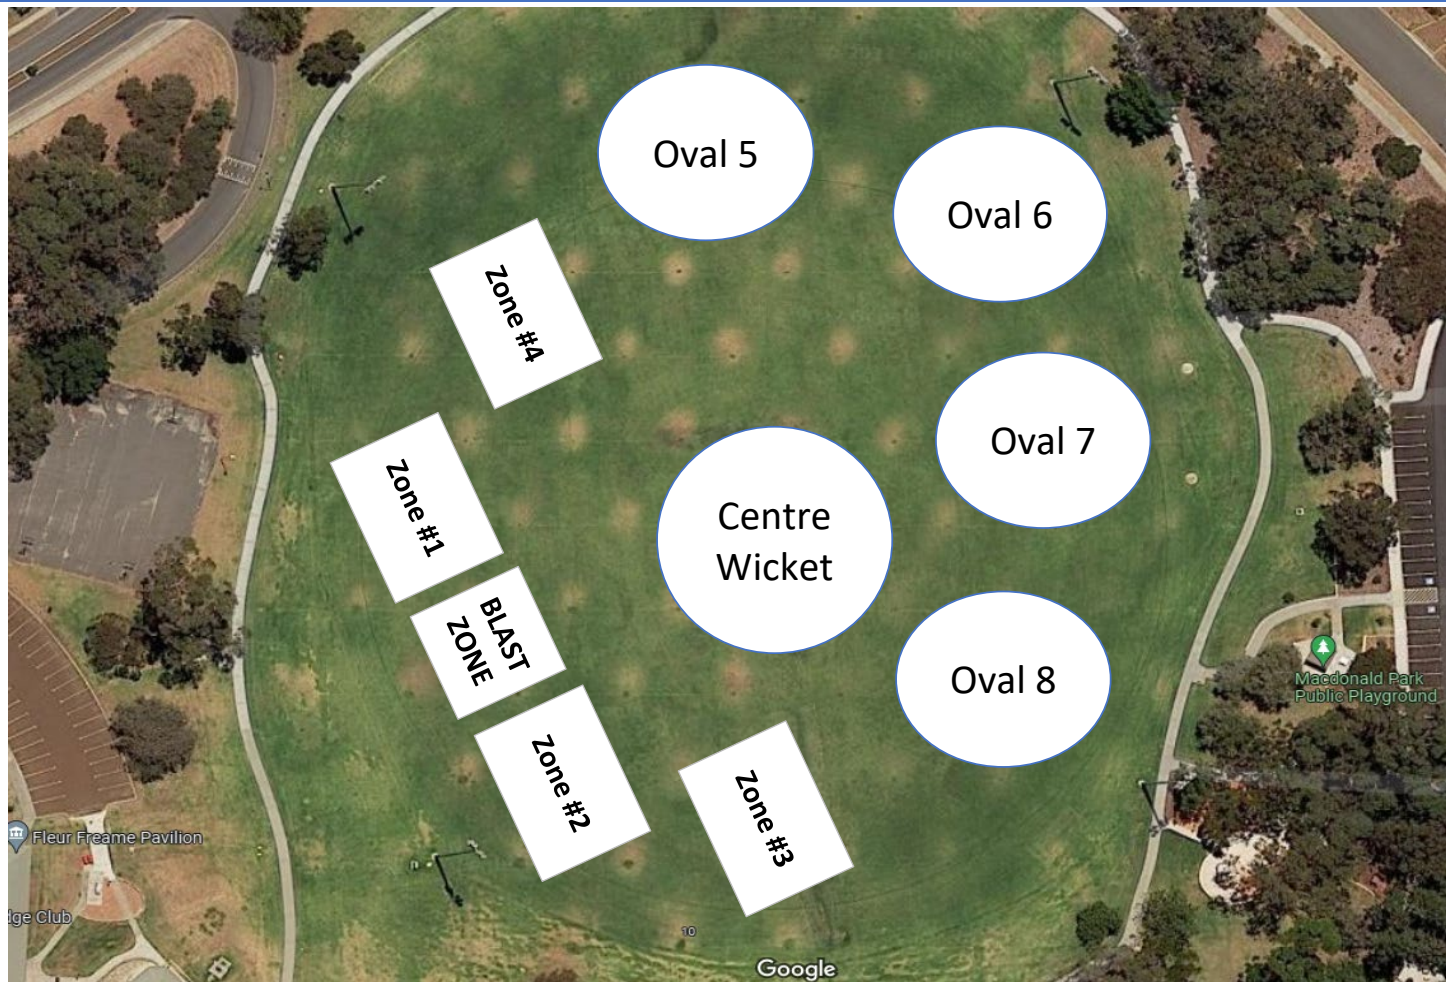 Oval 5
Oval 6
Zone #4
Oval 7
Zone #1
Centre
Wicket
BLAST
ZONE
Oval 8
Macdonald Park
Public Playground
Zone #2
Zone #3
Fleur Freame Pavilion
dge Club
10
Google